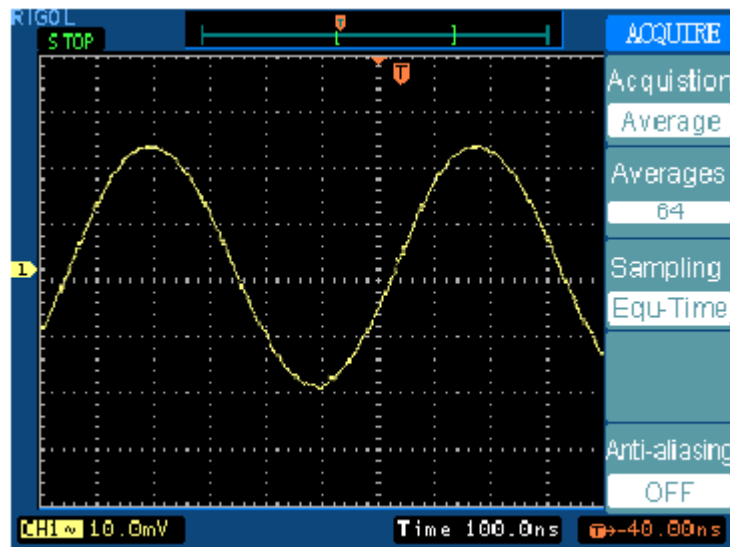 RIGOL
STOP
T
ACQUIRE
T
Acquistion
Average
Averages
64
1
Sampling
Equ-Time
Anti-aliasing
OFF
CH1~ 10.0mV
Time 100.0ns
T→-40.00ns